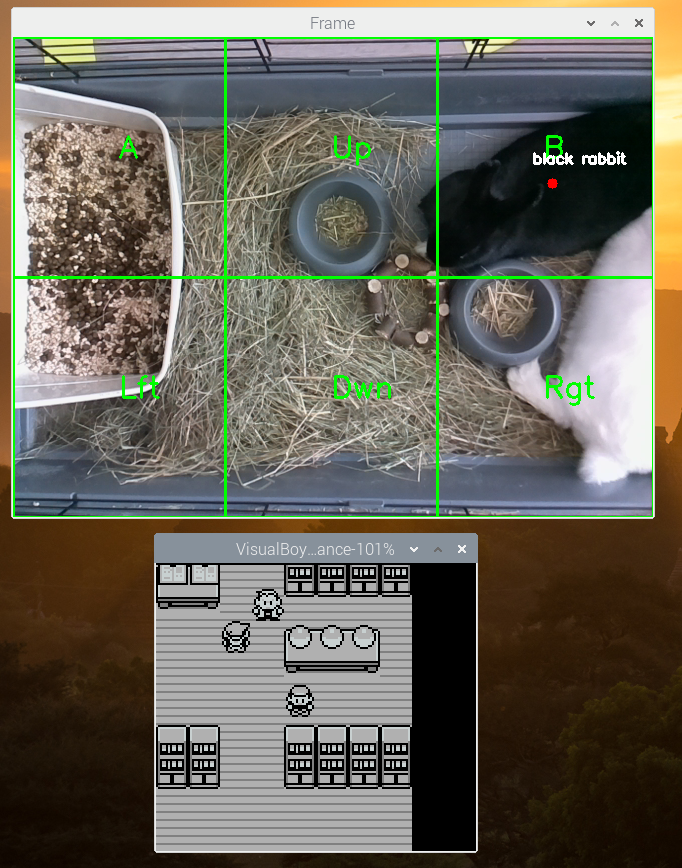 Frame
A
Up
B
black rabbit
Lft
Dwn
Rgt
VisualBoy...ance-101%